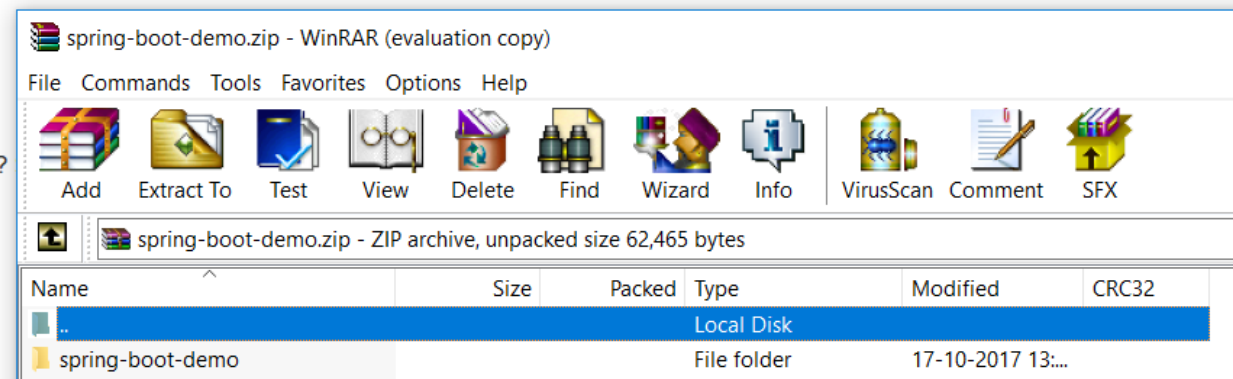 spring-boot-demo.zip - WinRAR (evaluation copy)
File Commands Tools Favorites Options Help
?
Add Extract To Test View Delete Find Wizard Info VirusScan Comment SFX
spring-boot-demo.zip - ZIP archive, unpacked size 62,465 bytes
Name Size Packed Type Modified CRC32
.. Local Disk
spring-boot-demo File folder 17-10-2017 13:...